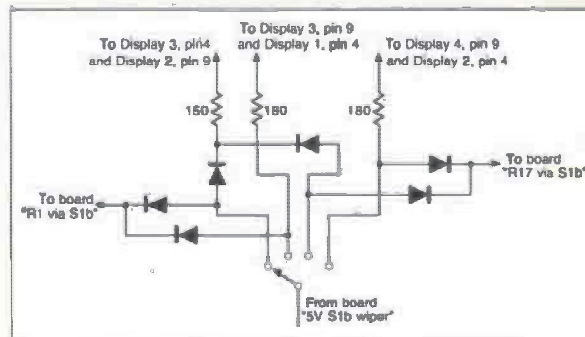 To Display 3, pin 9
and Display 1, pin 4
To Display 3, pin4
and Display 2, pin 9
To Display 4, pin 9
and Display 2, pin 4
150
180
180
To board
"R17 via S1b"
To board
"R1 via S1b"
From board
"5V S1b wiper"